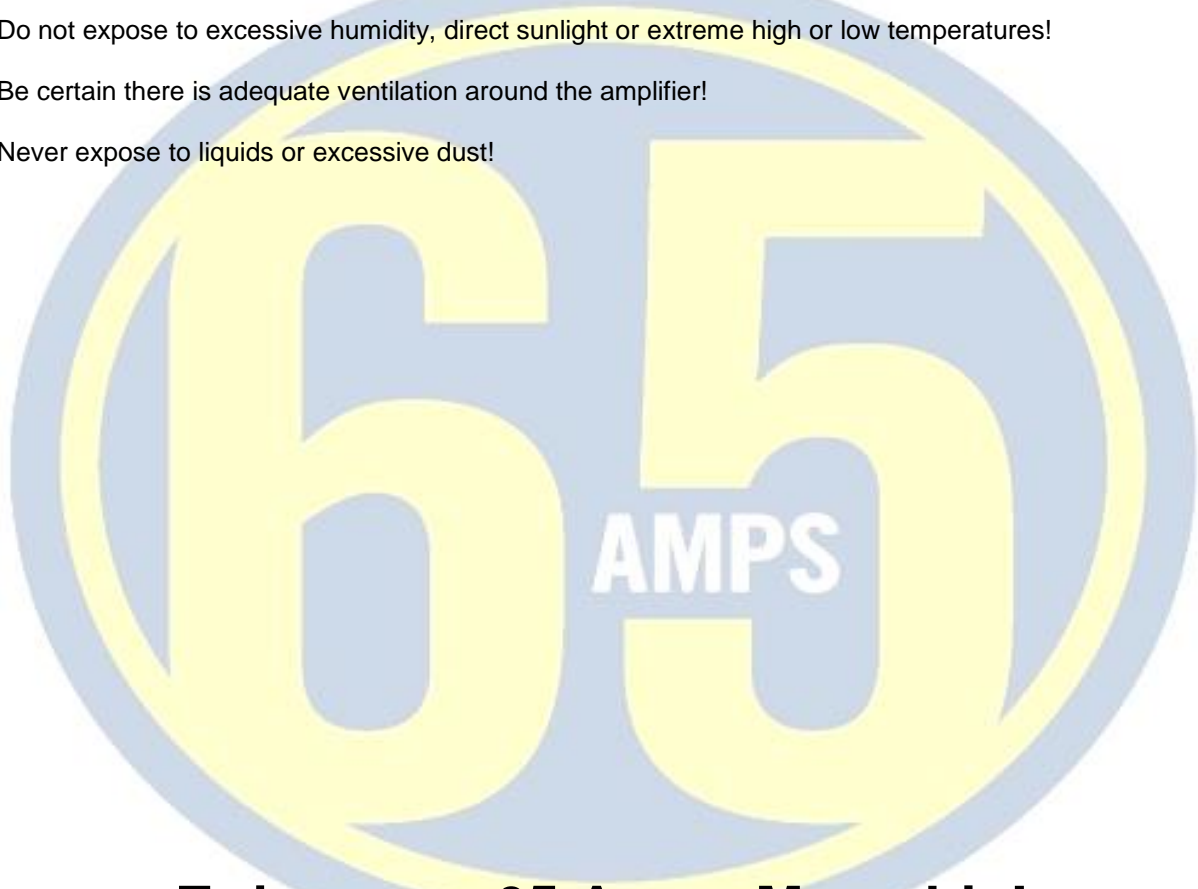 Do not expose to excessive humidity, direct sunlight or extreme high or low temperatures!
Be certain there is adequate ventilation around the amplifier!
Never expose to liquids or excessive dust!
65
AMPS